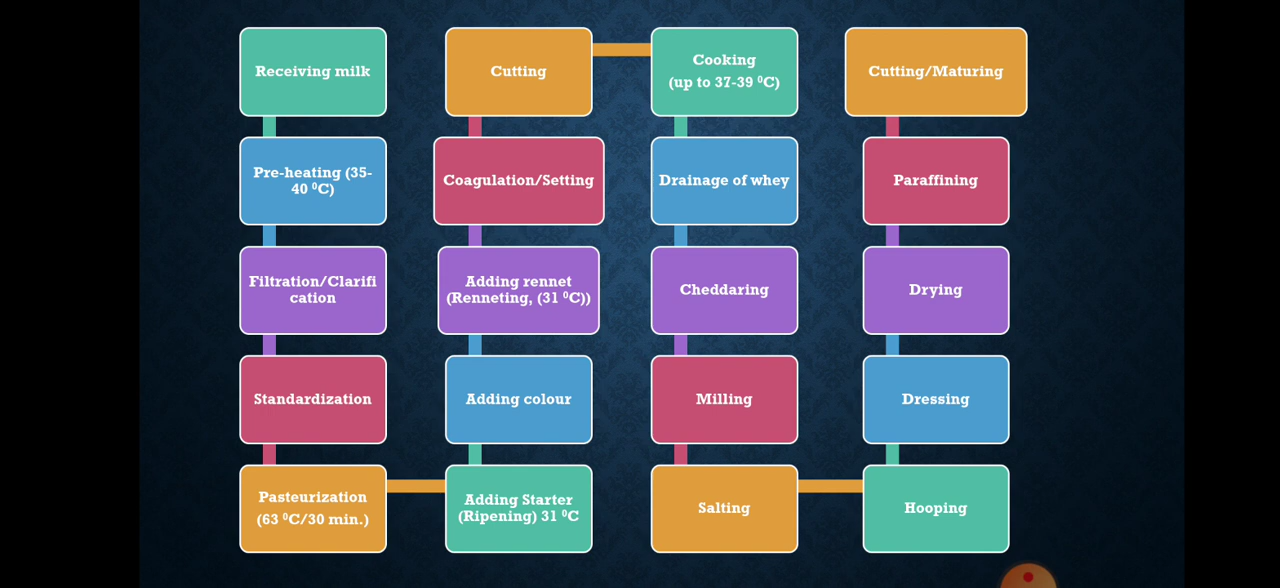 Receiving milk
Pre-heating (35-
40 ⁰C)
Filtration/Clarifi
cation
Standardization
Pasteurization
(63 ⁰C/30 min.)
Adding Starter
(Ripening) 31 ⁰C
Adding colour
Adding rennet
(Renneting, (31 ⁰C))
Coagulation/Setting
Cutting
Cooking
(up to 37-39 ⁰C)
Drainage of whey
Cheddaring
Milling
Salting
Hooping
Dressing
Drying
Paraffining
Cutting/Maturing